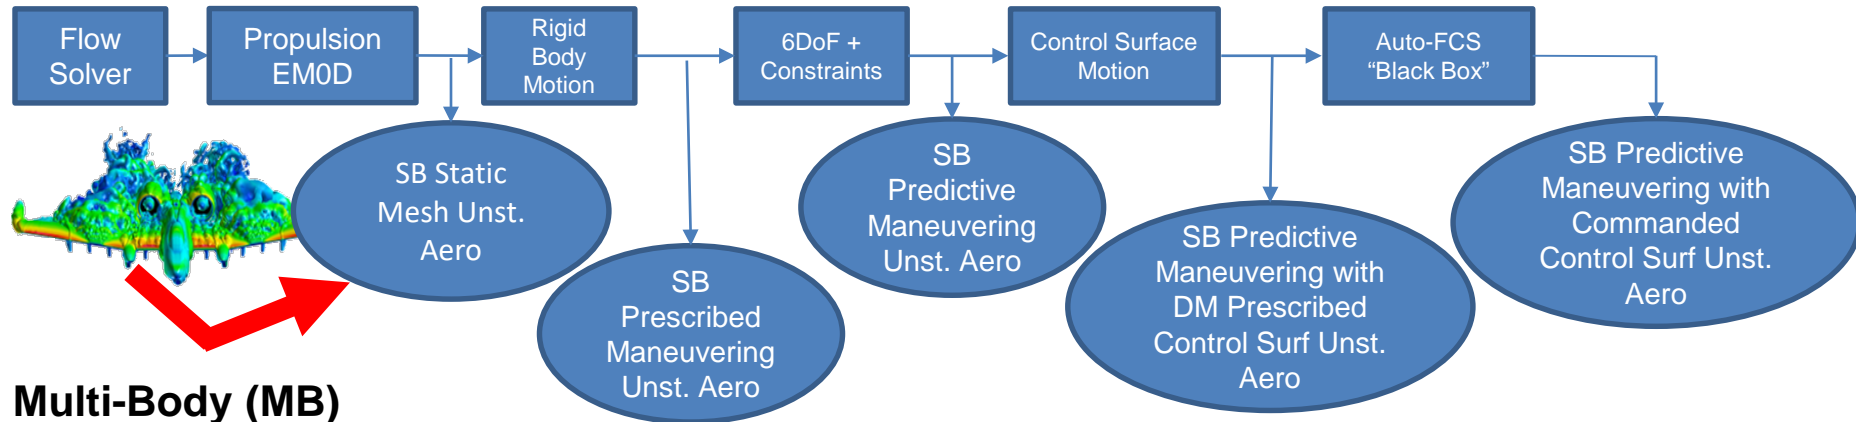 Flow
Solver
Propulsion
EM0D
Rigid
Body
Motion
6DoF +
Constraints
Control Surface
Motion
Auto-FCS
“Black Box”
SB Static
Mesh Unst.
Aero
SB
Prescribed
Maneuvering
Unst. Aero
SB
Predictive
Maneuvering
Unst. Aero
SB Predictive
Maneuvering with
DM Prescribed
Control Surf Unst.
Aero
SB Predictive
Maneuvering with
Commanded
Control Surf Unst.
Aero
Multi-Body (MB)